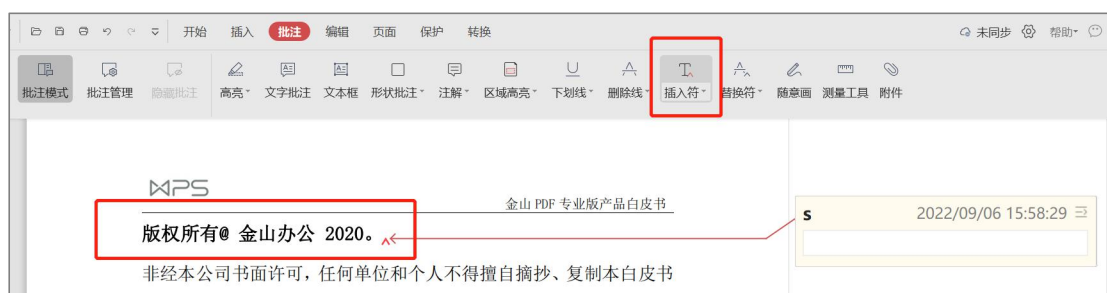 开始 插入 批注 编辑 页面 保护 转换 未同步 帮助
批注模式 批注管理 隐藏批注 高亮 文字批注 文本框 形状批注 注解 区域高亮 下划线 删除线 插入符 替换符 随意画 测量工具 附件
WPS
金山 PDF 专业版产品白皮书
版权所有@ 金山办公 2020。
s 2022/09/06 15:58:29
非经本公司书面许可，任何单位和个人不得擅自摘抄、复制本白皮书